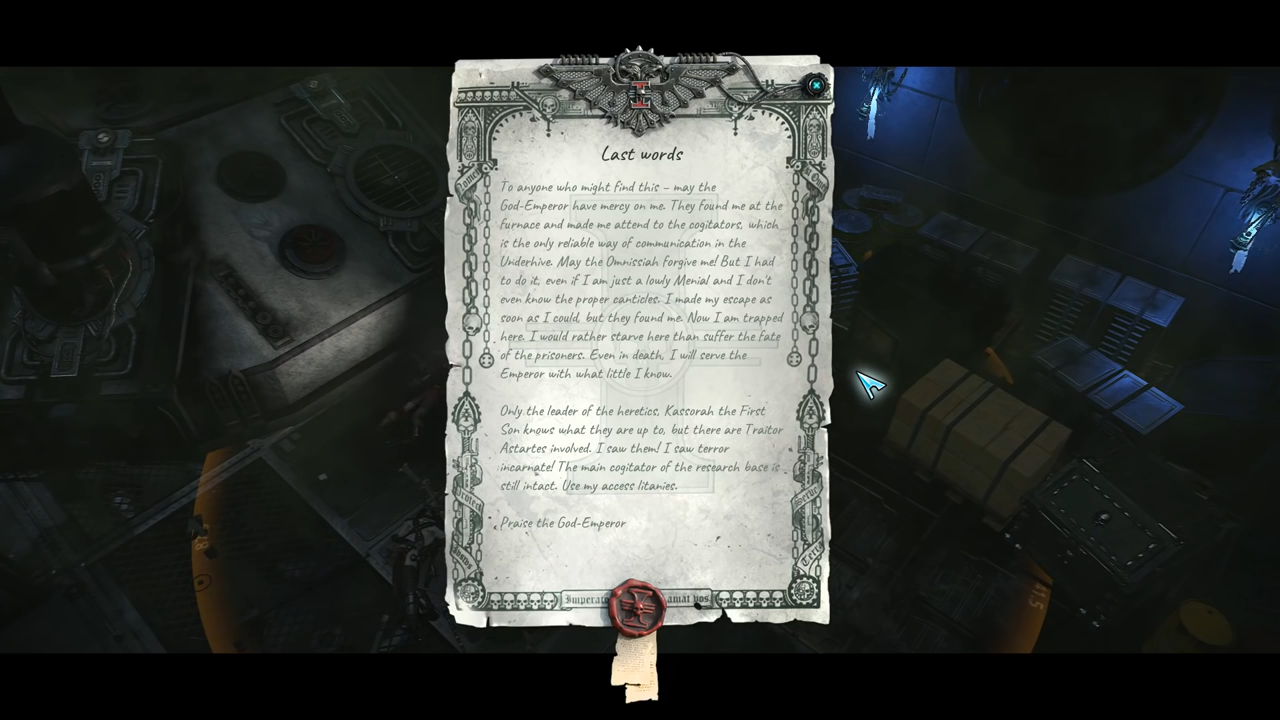 Last words
To anyone who might find this – may the
God-Emperor have mercy on me. They found me at the
furnace and made me attend to the cogitators, which
is the only reliable way of communication in the
Underhive. May the Omnissiah forgive me! But I had
to do it, even if I am just a lowly Menial and I don't
even know the proper canticles. I made my escape as
soon as I could, but they found me. Now I am trapped
here. I would rather starve here than suffer the fate
of the prisoners. Even in death, I will serve the
Emperor with what little I know.
Only the leader of the heretics, Kassorah the First
Son knows what they are up to, but there are Traitor
Astartes involved. I saw them! I saw terror
incarnate! The main cogitator of the research base is
still intact. Use my access litanies.
Praise the God-Emperor
Protect
Serve
amat vos